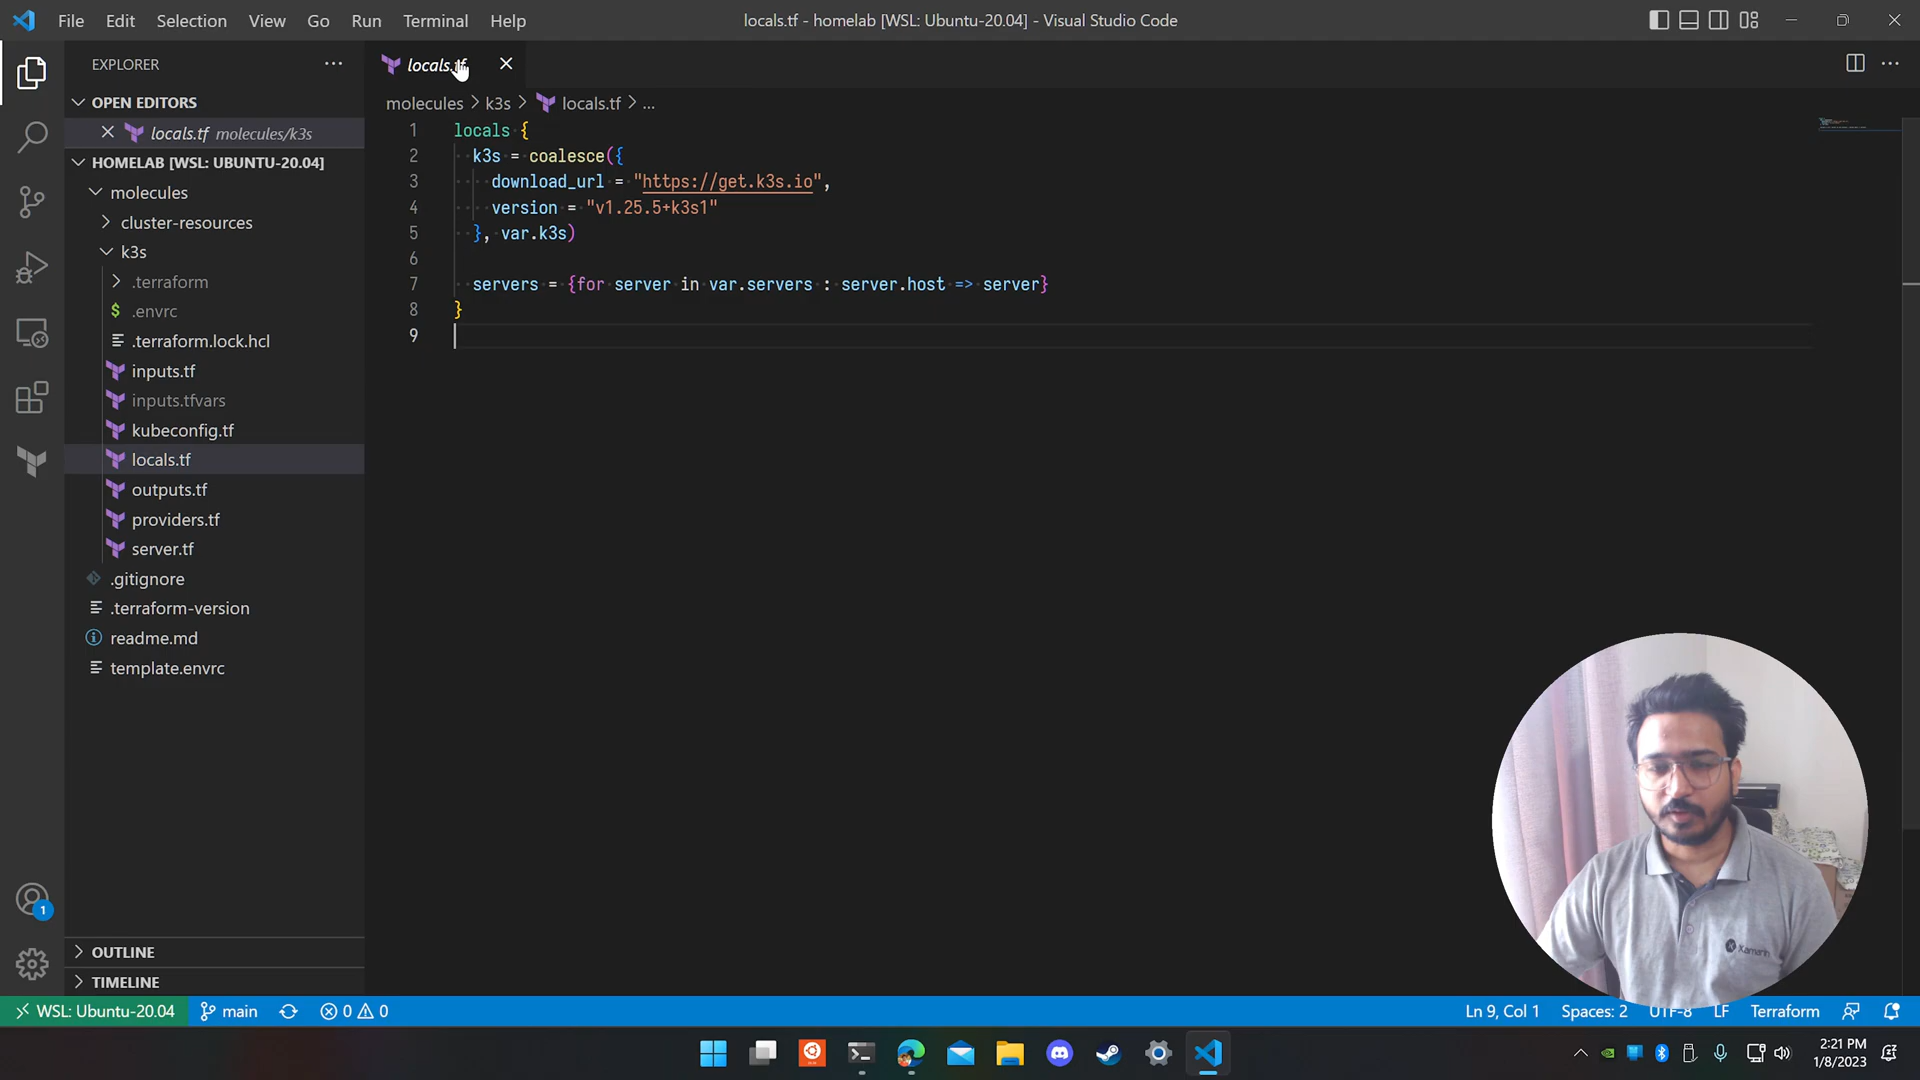 File Edit Selection View Go Run Terminal Help
locals.tf - homelab [WSL: Ubuntu-20.04] - Visual Studio Code
EXPLORER
OPEN EDITORS
locals.tf molecules/k3s
HOMELAB [WSL: UBUNTU-20.04]
molecules
cluster-resources
k3s
.terraform
$ .envrc
.terraform.lock.hcl
inputs.tf
inputs.tfvars
kubeconfig.tf
locals.tf
outputs.tf
providers.tf
server.tf
.gitignore
.terraform-version
readme.md
template.envrc
OUTLINE
TIMELINE
1
locals.tf
molecules > k3s > locals.tf > ...
1 locals {
2 k3s = coalesce({
3 download_url = "https://get.k3s.io",
4 version = "v1.25.5+k3s1"
5 }, var.k3s)
6
7 servers = {for server in var.servers : server.host => server}
8 }
9
Xamarin
WSL: Ubuntu-20.04 main 0 0 Ln 9, Col 1 Spaces: 2 UTF-8 LF Terraform
2:21 PM
1/8/2023